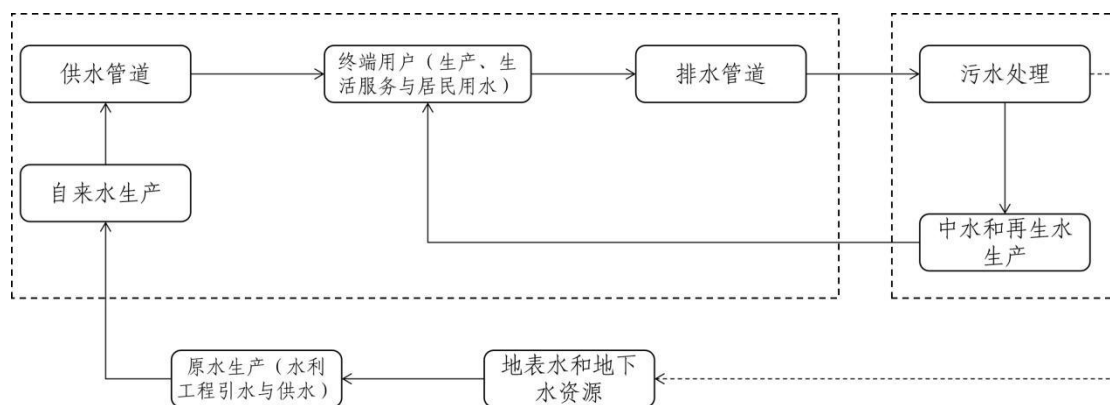 供水管道
终端用户（生产、生
活服务与居民用水）
排水管道
污水处理
自来水生产
中水和再生水
生产
原水生产（水利
工程引水与供水）
地表水和地下
水资源